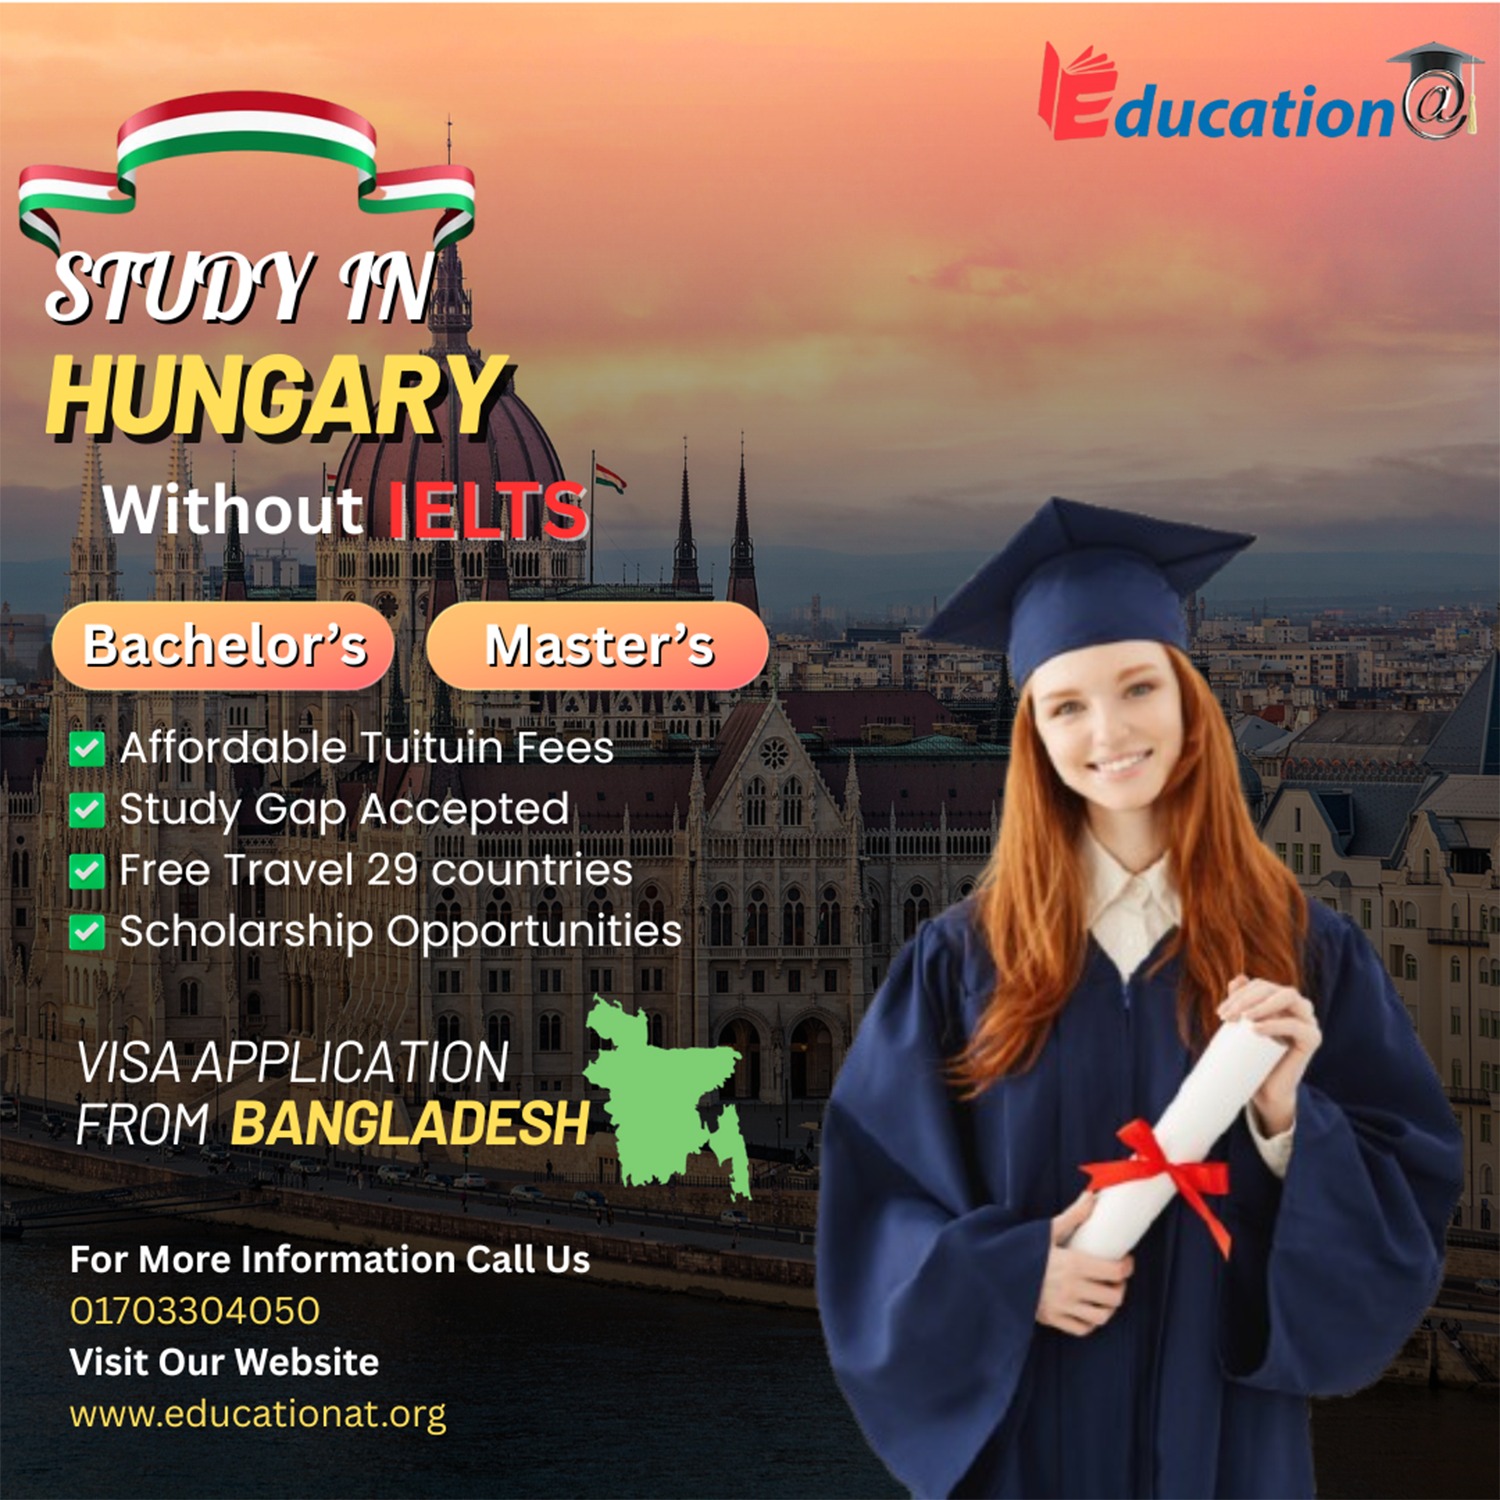 Education@
STUDY IN
HUNGARY
Without IELTS
Bachelor's
Master's
Affordable Tuituin Fees
Study Gap Accepted
Free Travel 29 countries
Scholarship Opportunities
VISA APPLICATION
FROM BANGLADESH
For More Information Call Us
01703304050
Visit Our Website
www.educationat.org